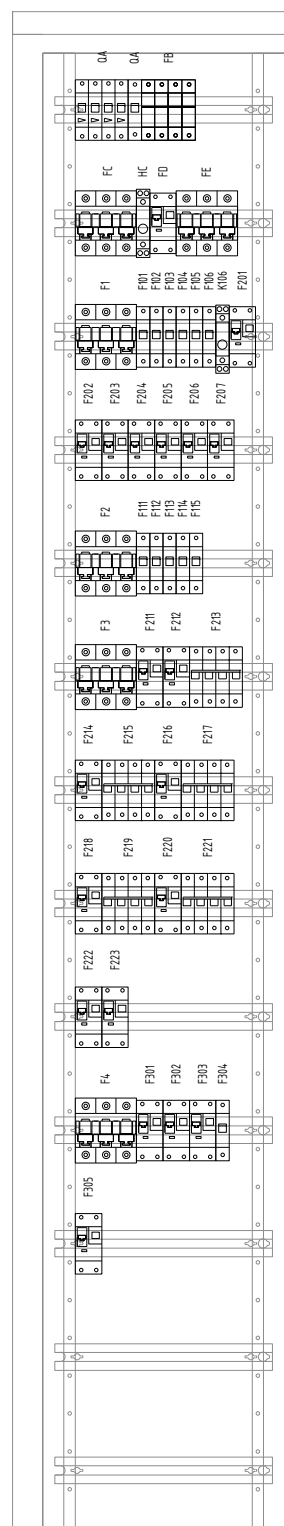 QA QA FB
FC HC FD FE
F1 F101 F102 F103 F104 F105 F106 K106 F201
F202 F203 F204 F205 F206 F207
F2 F111 F112 F113 F114 F115
F3 F211 F212 F213
F214 F215 F216 F217
F218 F219 F220 F221
F222 F223
F4 F301 F302 F303 F304
F305